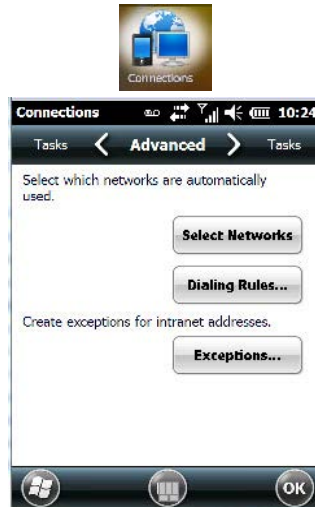 Connections
Connections 10:24
Tasks Advanced Tasks
Select which networks are automatically
used.
Select Networks
Dialing Rules...
Create exceptions for intranet addresses.
Exceptions...
OK